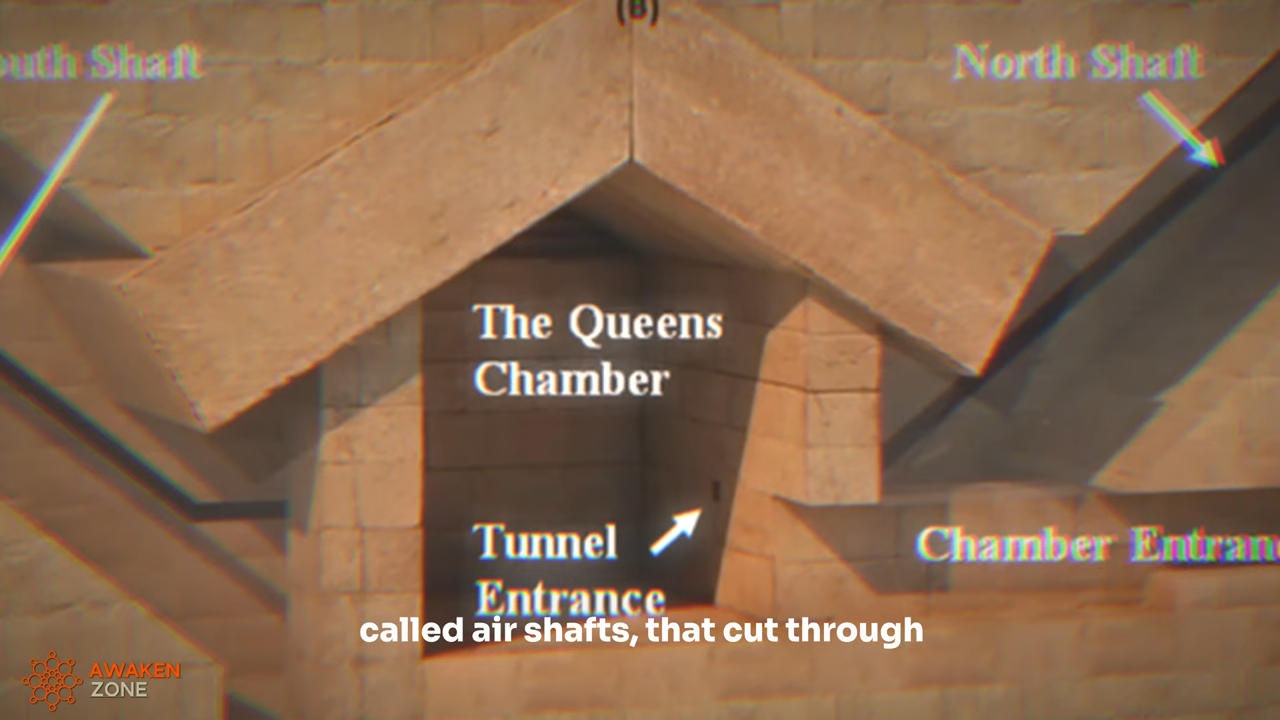 (B)
outh Shaft
North Shaft
The Queens
Chamber
Tunnel
Entrance
Chamber Entran
called air shafts, that cut through
AWAKEN
ZONE